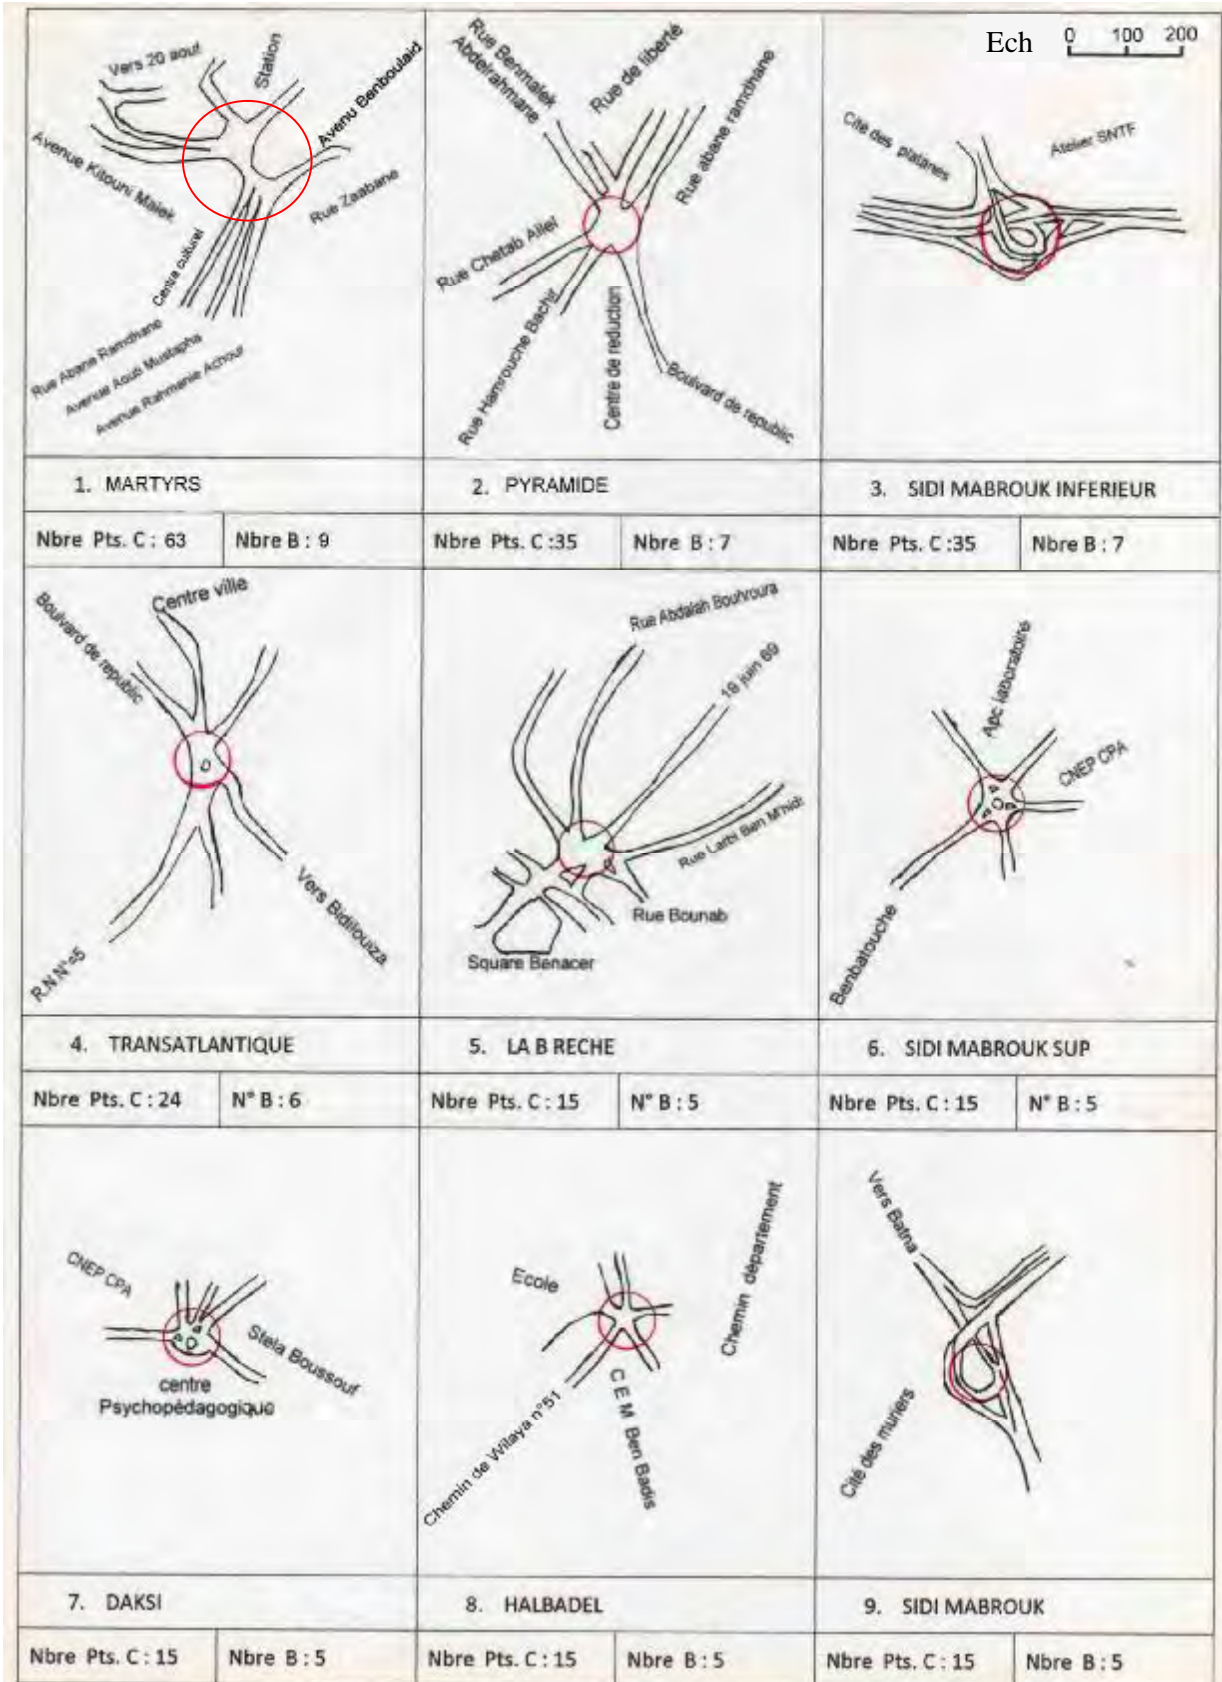 Vers 20 aout
Station
Avenu Benboulaid
Avenue Kitouni Malek
Rue Zaabane
Centre culturel
Rue Abane Ramdhane
Avenue Aouti Mustapha
Avenue Rahmanie Achour
1. MARTYRS
Nbre Pts. C : 63
Nbre B : 9
Rue Benmalek
Abdelrahmane
Rue de liberté
Rue abane ramdhane
Rue Chetab Allel
Rue Hamrouche Bachir
Centre de reduction
Boulvard de republic
2. PYRAMIDE
Nbre Pts. C :35
Nbre B : 7
Ech 0 100 200
Cité des platanes
Atelier SNTF
3. SIDI MABROUK INFERIEUR
Nbre Pts. C :35
Nbre B : 7
Boulvard de republic
Centre ville
R.N N°=5
Vers Bidilouiza
4. TRANSATLANTIQUE
Nbre Pts. C : 24
N° B : 6
Rue Abdalah Bouhroura
19 juin 69
Rue Larbi Ben M'hidi
Rue Bounab
Square Benacer
5. LA B RECHE
Nbre Pts. C : 15
N° B : 5
Apc laboratoire
CNEP CPA
Benbatouche
6. SIDI MABROUK SUP
Nbre Pts. C : 15
N° B : 5
CNEP CPA
Stela Boussouf
centre
Psychopédagogique
7. DAKSI
Nbre Pts. C : 15
Nbre B : 5
Ecole
Chemin département
Chemin de Wilaya n°51
C E M Ben Badis
8. HALBADEL
Nbre Pts. C : 15
Nbre B : 5
Vers Batna
Cité des muriers
9. SIDI MABROUK
Nbre Pts. C : 15
Nbre B : 5